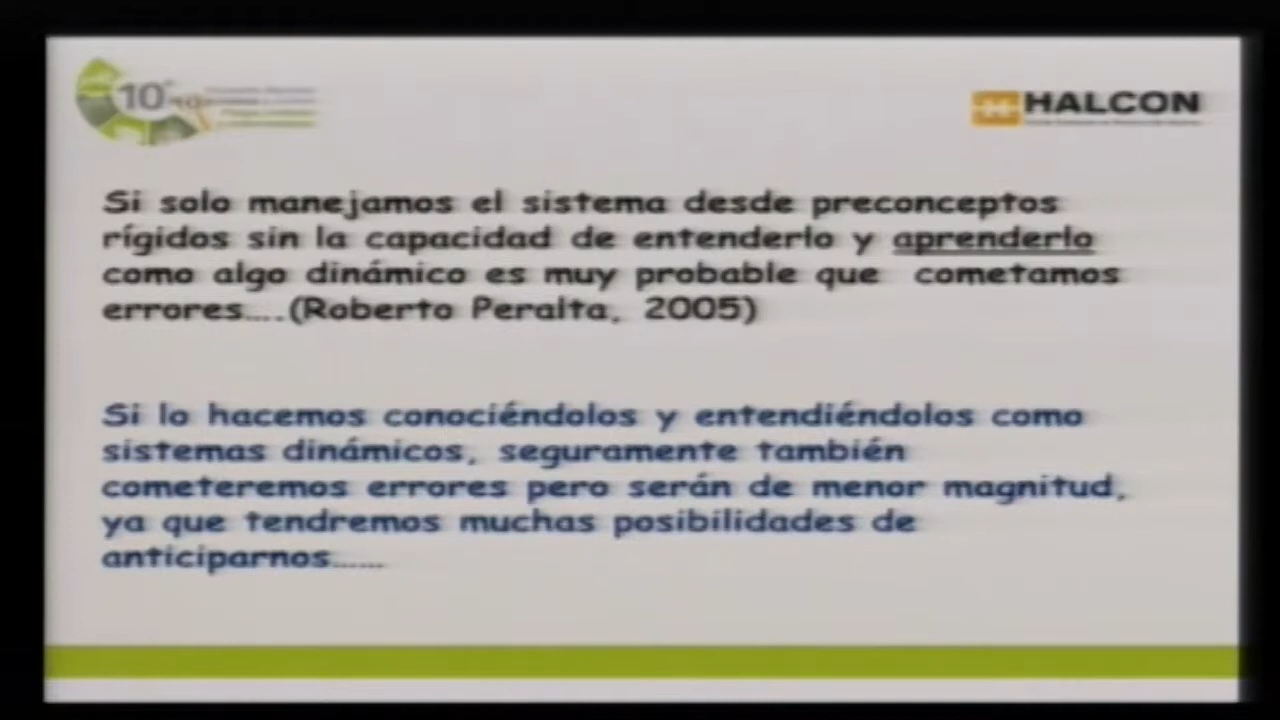 10°
HALCON
Si solo manejamos el sistema desde preconceptos
rígidos sin la capacidad de entenderlo y aprenderlo
como algo dinámico es muy probable que cometamos
errores….(Roberto Peralta, 2005)
Si lo hacemos conociéndolos y entendiéndolos como
sistemas dinámicos, seguramente también
cometeremos errores pero serán de menor magnitud,
ya que tendremos muchas posibilidades de
anticiparnos……